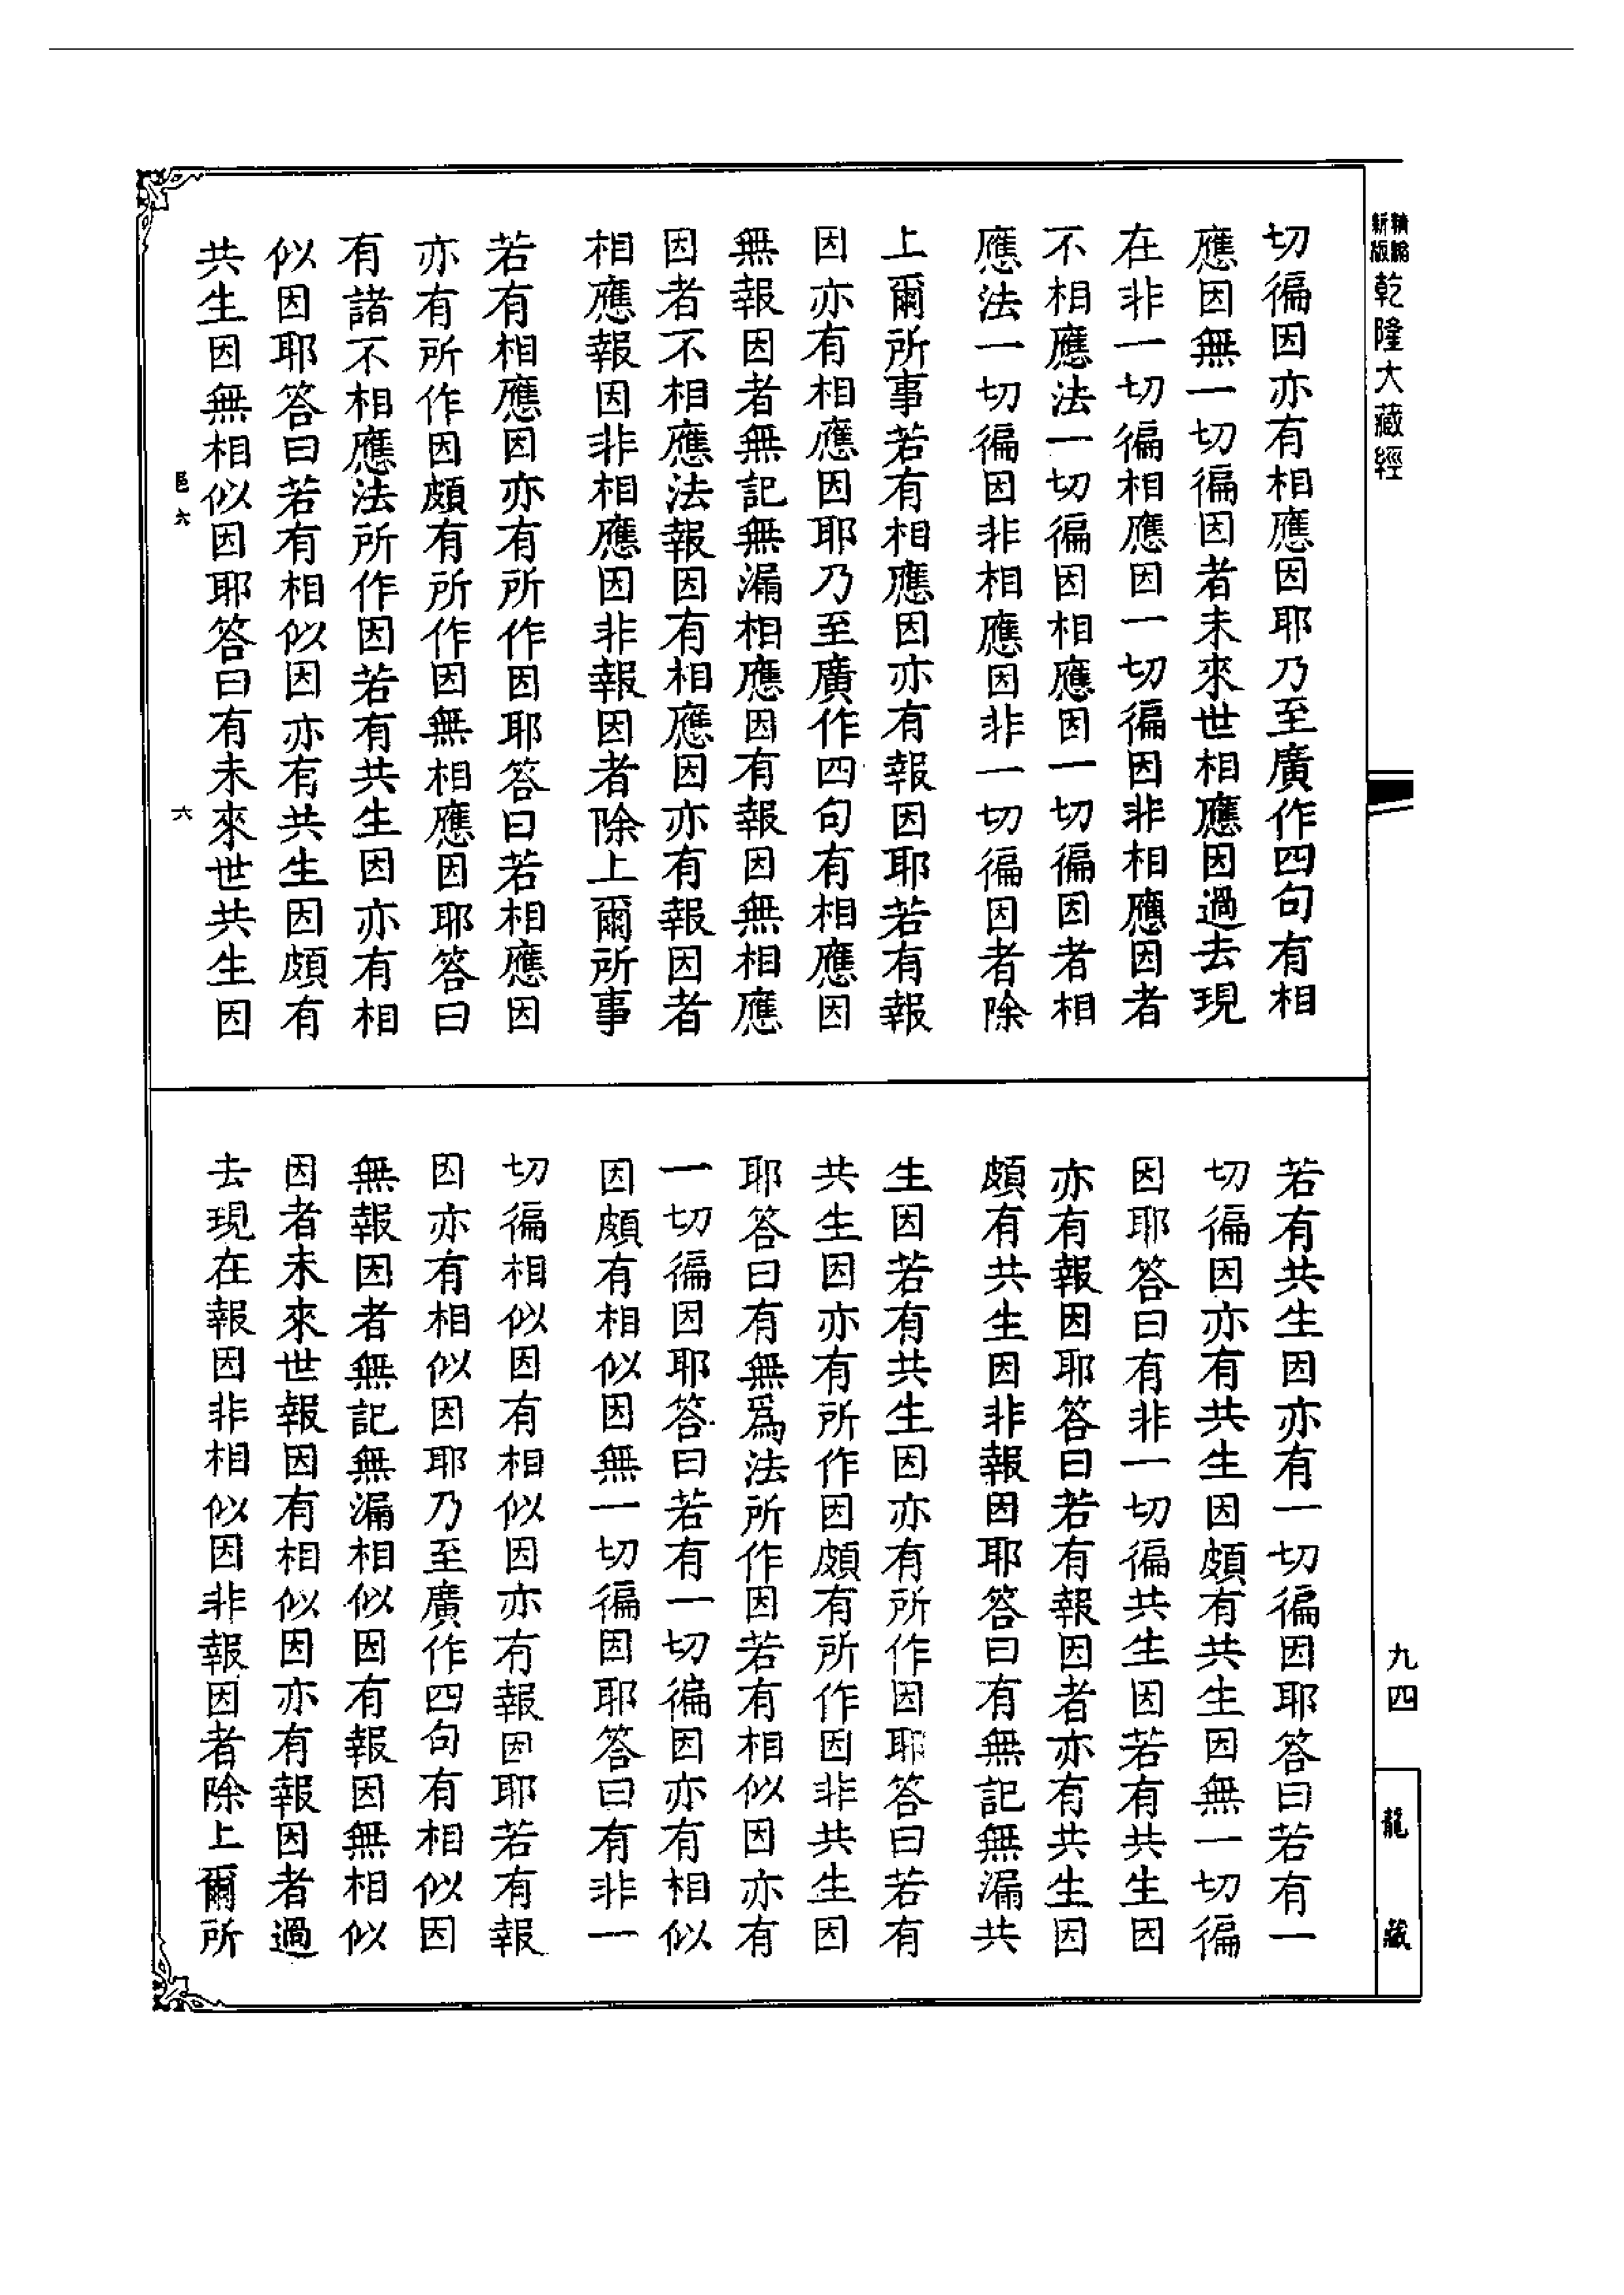 新版
精縮
乾隆大藏經
切徧因亦有相應因耶乃至廣作四句有相
應因無一切徧因者未來世相應因過去現
在非一切徧相應因一切徧因非相應因者
不相應法一切徧因相應因一切徧因者相
應法一切徧因非相應因非一切徧因者除
上爾所事若有相應因亦有報因耶若有報
因亦有相應因耶乃至廣作四句有相應因
無報因者無記無漏相應因有報因無相應
因者不相應法報因有相應因亦有報因者
相應報因非相應因非報因者除上爾所事
若有相應因亦有所作因耶答曰若相應因
亦有所作因頗有所作因無相應因耶答曰
有諸不相應法所作因若有共生因亦有相
似因耶答曰若有相似因亦有共生因頗有
共生因無相似因耶答曰有未來世共生因
邑六
六
若有共生因亦有一切徧因耶答曰若有一
切徧因亦有共生因頗有共生因無一切徧
因耶答曰有非一切徧共生因若有共生因
亦有報因耶答曰若有報因者亦有共生因
頗有共生因非報因耶答曰有無記無漏共
生因若有共生因亦有所作因耶答曰若有
共生因亦有所作因頗有所作因非共生因
耶答曰有無爲法所作因若有相似因亦有
一切徧因耶答曰若有一切徧因亦有相似
因頗有相似因無一切徧因耶答曰有非一
切徧相似因有相似因亦有報因耶若有報
因亦有相似因耶乃至廣作四句有相似因
無報因者無記無漏相似因有報因無相似
因者未來世報因有相似因亦有報因者過
去現在報因非相似因非報因者除上爾所
九四
龍藏